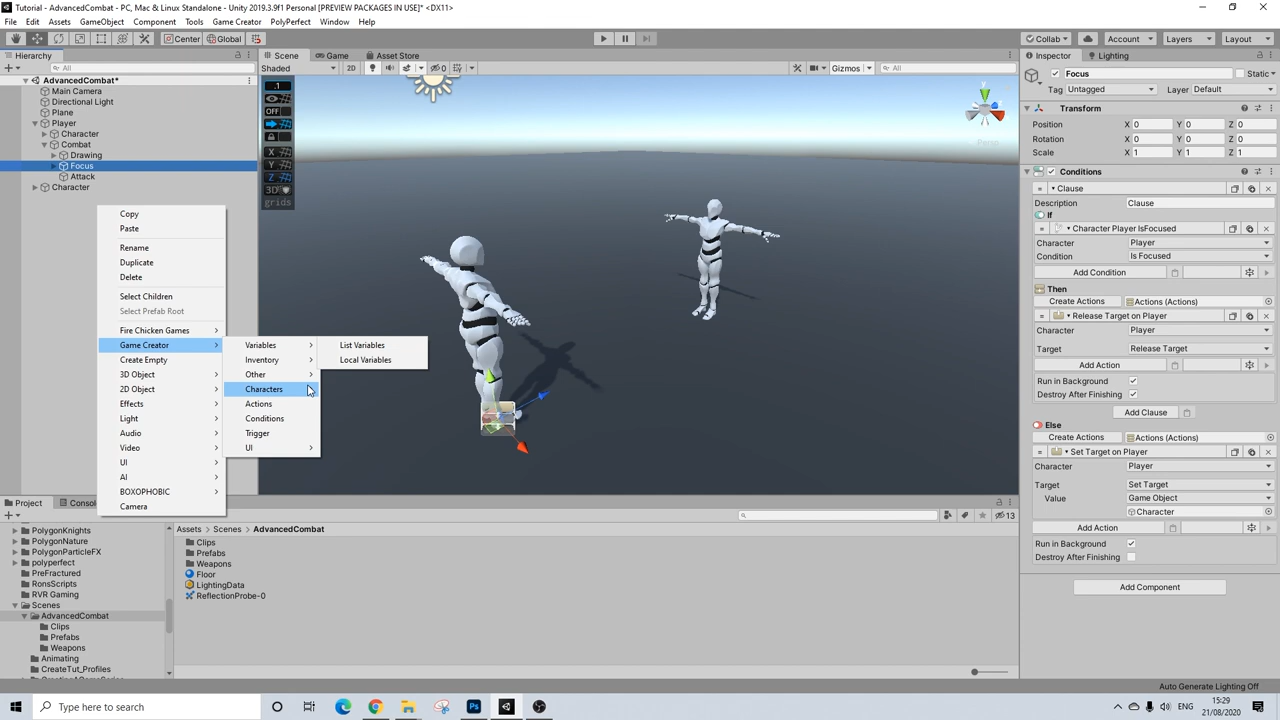 Tutorial - AdvancedCombat - PC, Mac & Linux Standalone - Unity 2019.3.9f1 Personal [PREVIEW PACKAGES IN USE]* <DX11>
File Edit Assets GameObject Component Tools Game Creator PolyPerfect Window Help
Center Global Collab Account Layers Layout
Hierarchy Scene Game Asset Store Inspector Lighting
All Shaded 2D 0 Gizmos All Focus Static
AdvancedCombat* .1 Tag Untagged Layer Default
Main Camera
Directional Light OFF Transform
Plane Position X 0 Y 0 Z 0
Player Rotation X 0 Y 0 Z 0
Character X Scale X 1 Y 1 Z 1
Combat Y Persp
Drawing Z Conditions
Focus 3D Clause
Attack grids Description Clause
Character If
Character Player IsFocused
Character Player
Condition Is Focused
Add Condition
Then
Create Actions Actions (Actions)
Release Target on Player
Character Player
Target Release Target
Add Action
Run in Background
Destroy After Finishing
Add Clause
Else
Create Actions Actions (Actions)
Set Target on Player
Character Player
Target Set Target
Value Game Object
Character
Add Action
Run in Background
Destroy After Finishing
Add Component
Copy
Paste
Rename
Duplicate
Delete
Select Children
Select Prefab Root
Fire Chicken Games
Game Creator
Create Empty
3D Object
2D Object
Effects
Light
Audio
Video
UI
AI
BOXOPHOBIC
Camera
Variables
Inventory
Other
Characters
Actions
Conditions
Trigger
UI
List Variables
Local Variables
Project Console
13
PolygonKnights
PolygonNature
PolygonParticleFX
polyperfect
PreFractured
RonsScripts
RVR Gaming
Scenes
AdvancedCombat
Clips
Prefabs
Weapons
Animating
CreateTut_Profiles
Assets Scenes AdvancedCombat
Clips
Prefabs
Weapons
Floor
LightingData
ReflectionProbe-0
Auto Generate Lighting Off
Type here to search
ENG
15:29
21/08/2020